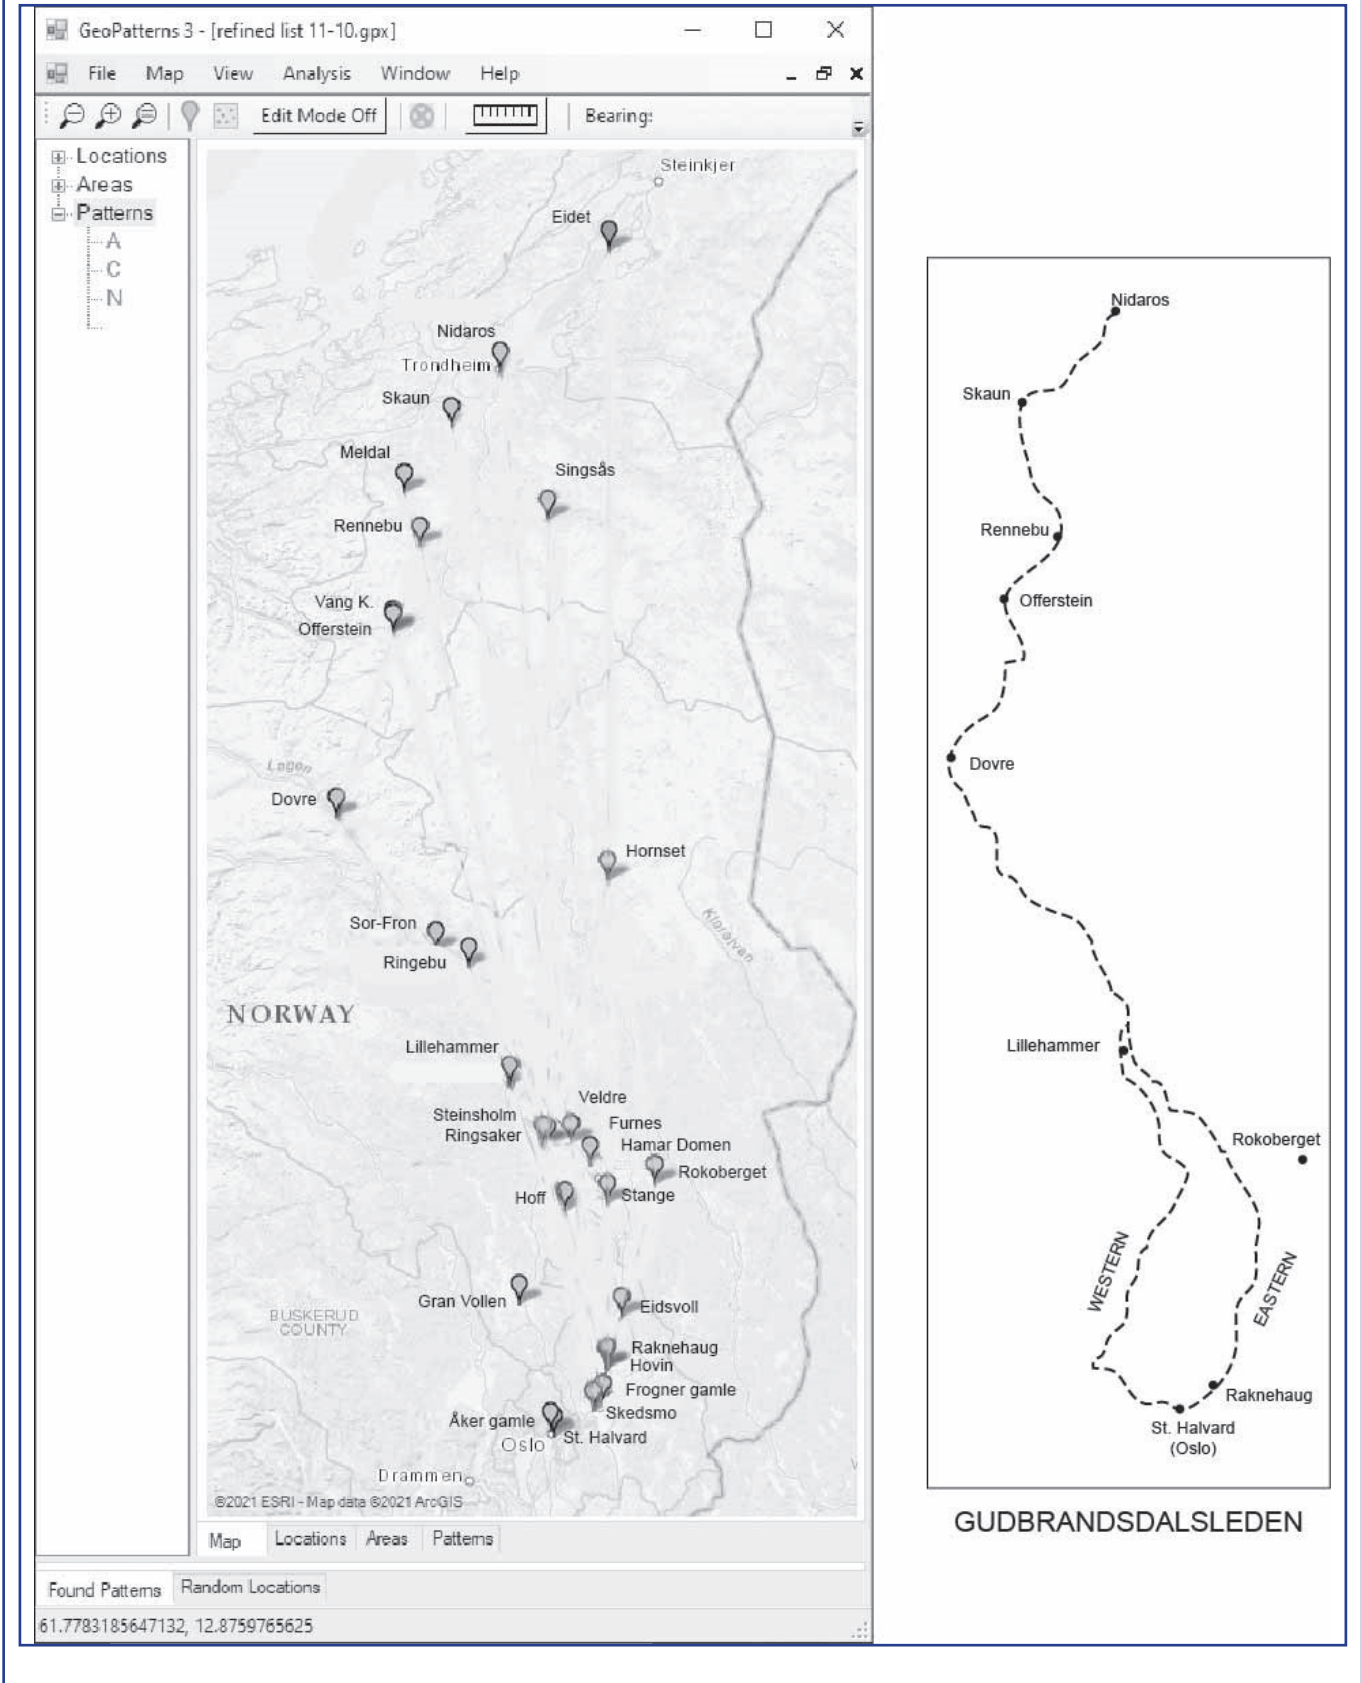 GeoPatterns 3 - [refined list 11-10.gpx]
File Map View Analysis Window Help
Edit Mode Off
Bearing:
Locations
Areas
Patterns
A
C
N
Steinkjer
Eidet
Nidaros
Trondheim
Skaun
Meldal
Singsås
Rennebu
Vang K.
Offerstein
Lagen
Dovre
Hornset
Klaralvan
Sor-Fron
Ringebu
NORWAY
Lillehammer
Veldre
Steinsholm
Furnes
Ringsaker
Hamar Domen
Rokoberget
Hoff
Stange
Gran Vollen
Eidsvoll
BUSKERUD
COUNTY
Raknehaug
Hovin
Frogner gamle
Skedsmo
Åker gamle
St. Halvard
Oslo
Drammen
©2021 ESRI - Map data ©2021 ArcGIS
Map Locations Areas Patterns
Found Patterns Random Locations
61.7783185647132, 12.8759765625
Nidaros
Skaun
Rennebu
Offerstein
Dovre
Lillehammer
Rokoberget
WESTERN
EASTERN
Raknehaug
St. Halvard
(Oslo)
GUDBRANDSDALSLEDEN